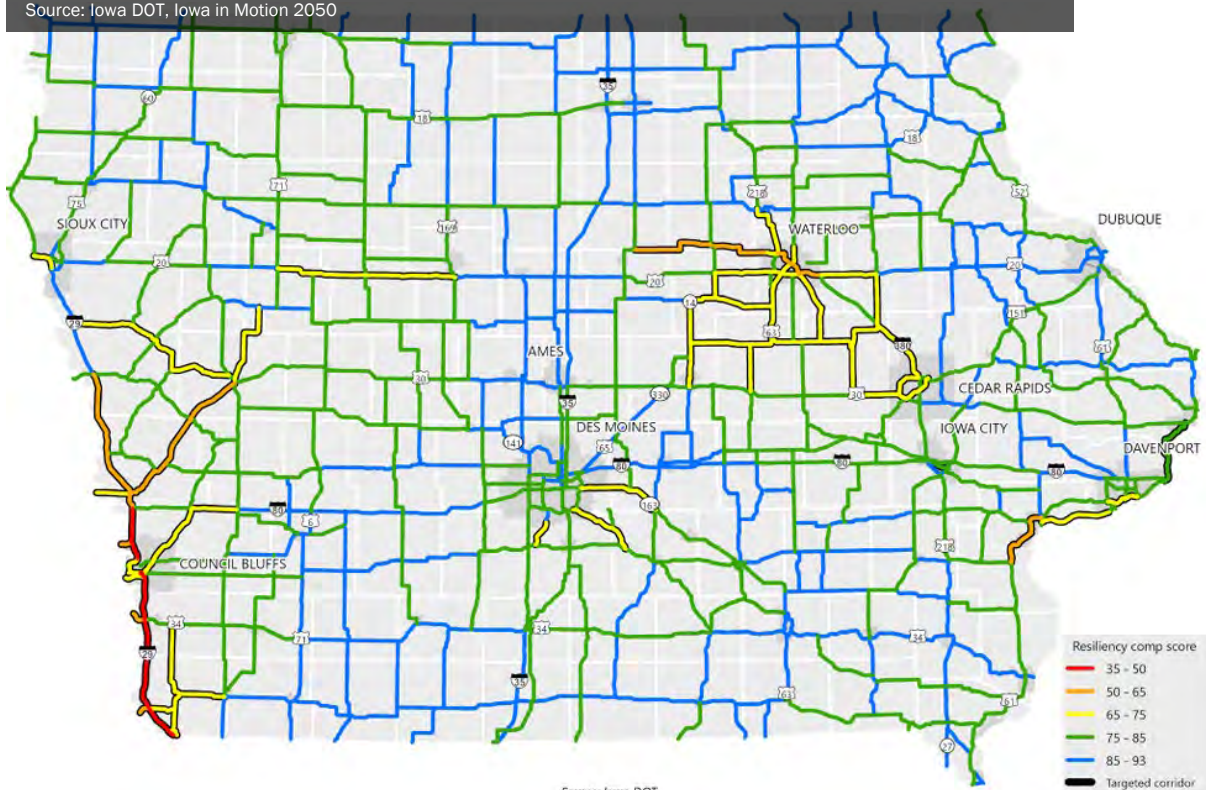 Source: Iowa DOT, Iowa in Motion 2050
35
60
18
18
71
218
52
75
SIOUX CITY
169
WATERLOO
DUBUQUE
20
20
20
14
29
151
63
380
61
AMES
30
30
330
CEDAR RAPIDS
35
DES MOINES
IOWA CITY
141
65
80
80
80
DAVENPORT
163
80
6
218
COUNCIL BLUFFS
34
34
34
71
29
35
63
61
27
Resiliency comp score
35 - 50
50 - 65
65 - 75
75 - 85
85 - 93
Targeted corridor